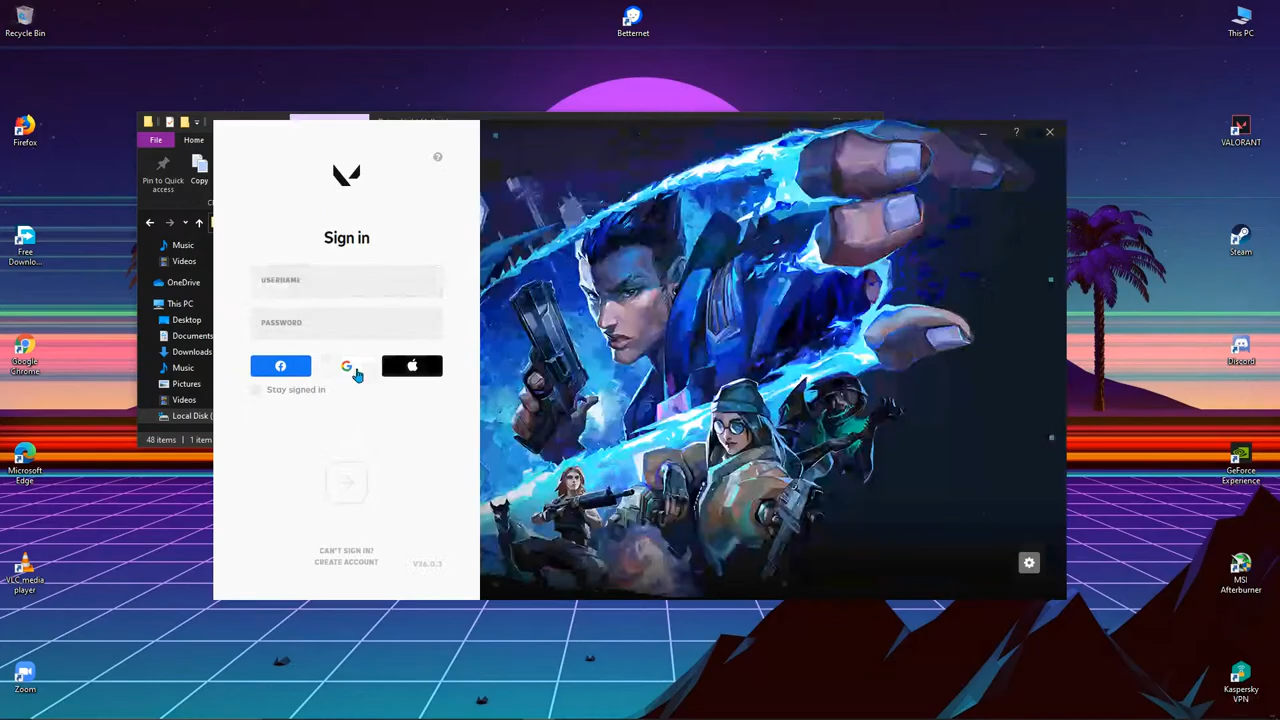 Recycle Bin
Betternet
This PC
Firefox
VALORANT
File
Home
Pin to Quick
access
Copy
Sign in
Music
Videos
OneDrive
This PC
Desktop
Documents
Downloads
Music
Pictures
Videos
Local Disk (
48 items
1 item
USERNAME
PASSWORD
Stay signed in
CAN'T SIGN IN?
CREATE ACCOUNT
V36.0.3
Free
Downlo...
Steam
Google
Chrome
Discord
Microsoft
Edge
GeForce
Experience
VLC media
player
MSI
Afterburner
Zoom
Kaspersky
VPN